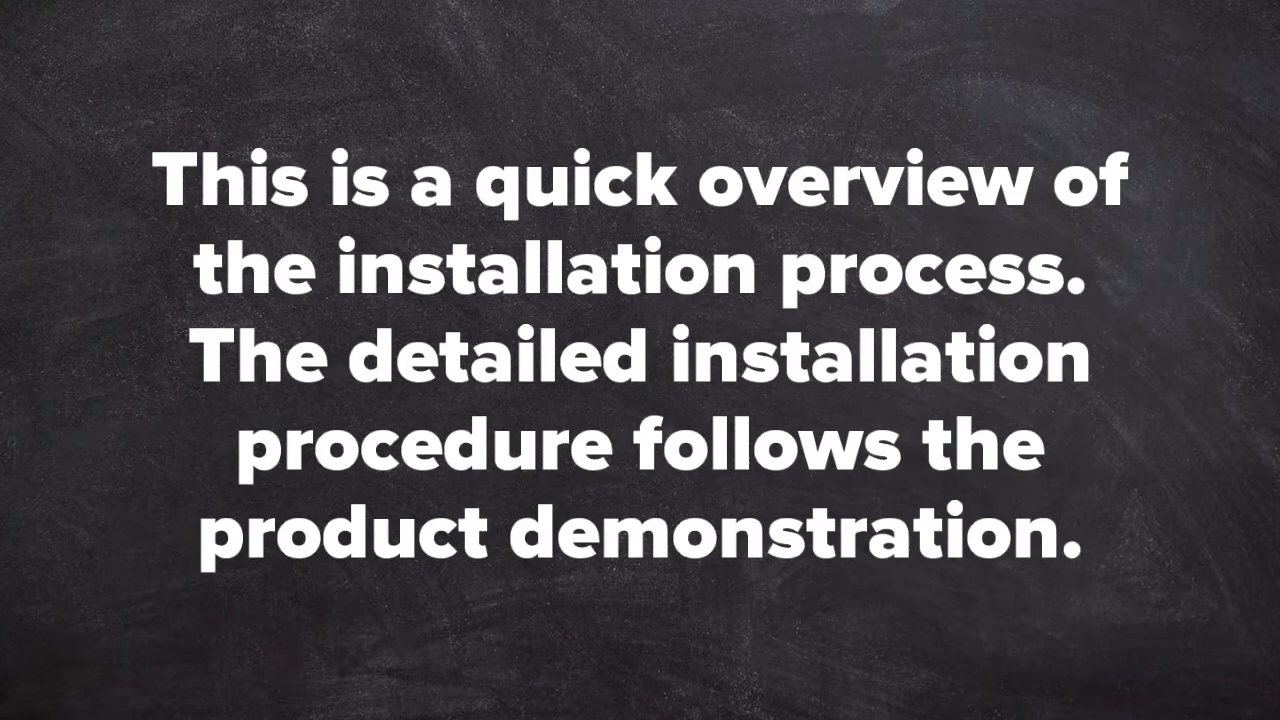 This is a quick overview of
the installation process.
The detailed installation
procedure follows the
product demonstration.